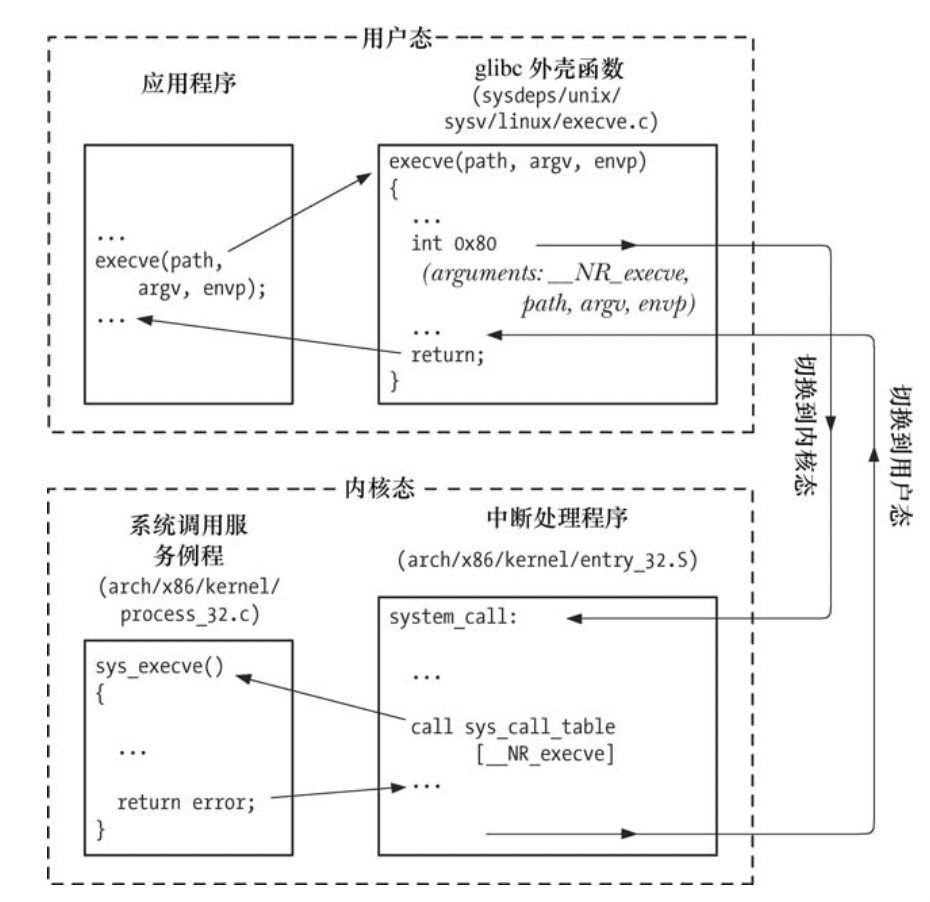 用户态
应用程序
glibc 外壳函数
(sysdeps/unix/
sysv/linux/execve.c)
...
execve(path,
argv, envp);
...
execve(path, argv, envp)
{
...
int 0x80
(arguments: __NR_execve,
path, argv, envp)
...
return;
}
切换到内核态
切换到用户态
内核态
系统调用服
务例程
(arch/x86/kernel/
process_32.c)
中断处理程序
(arch/x86/kernel/entry_32.S)
sys_execve()
{
...
return error;
}
system_call:
...
call sys_call_table
[__NR_execve]
...